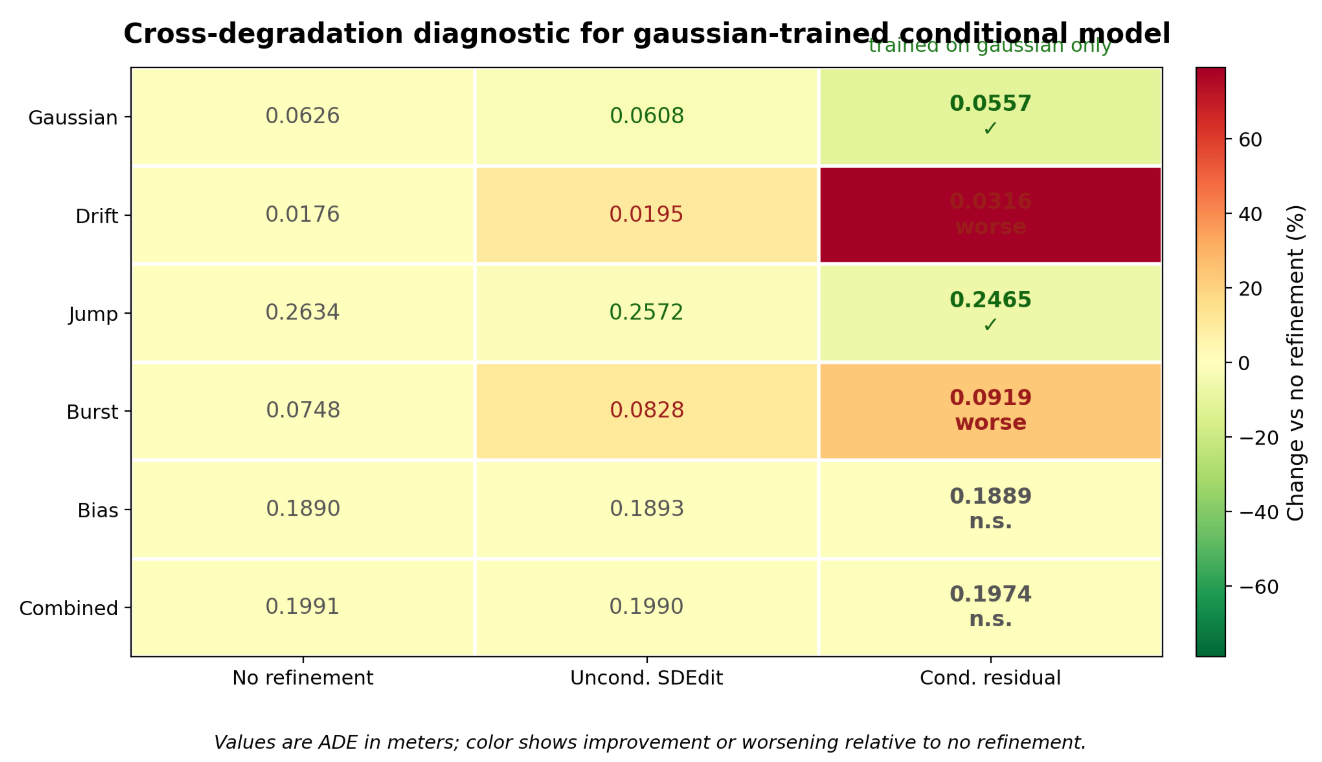 Cross-degradation diagnostic for gaussian-trained conditional model
trained on gaussian only
Gaussian 0.0626 0.0608 0.0557
✓
Drift 0.0176 0.0195 0.0316
worse
Jump 0.2634 0.2572 0.2465
✓
Burst 0.0748 0.0828 0.0919
worse
Bias 0.1890 0.1893 0.1889
n.s.
Combined 0.1991 0.1990 0.1974
n.s.
No refinement Uncond. SDEdit Cond. residual
60
40
20
0
−20
−40
−60
Change vs no refinement (%)
Values are ADE in meters; color shows improvement or worsening relative to no refinement.